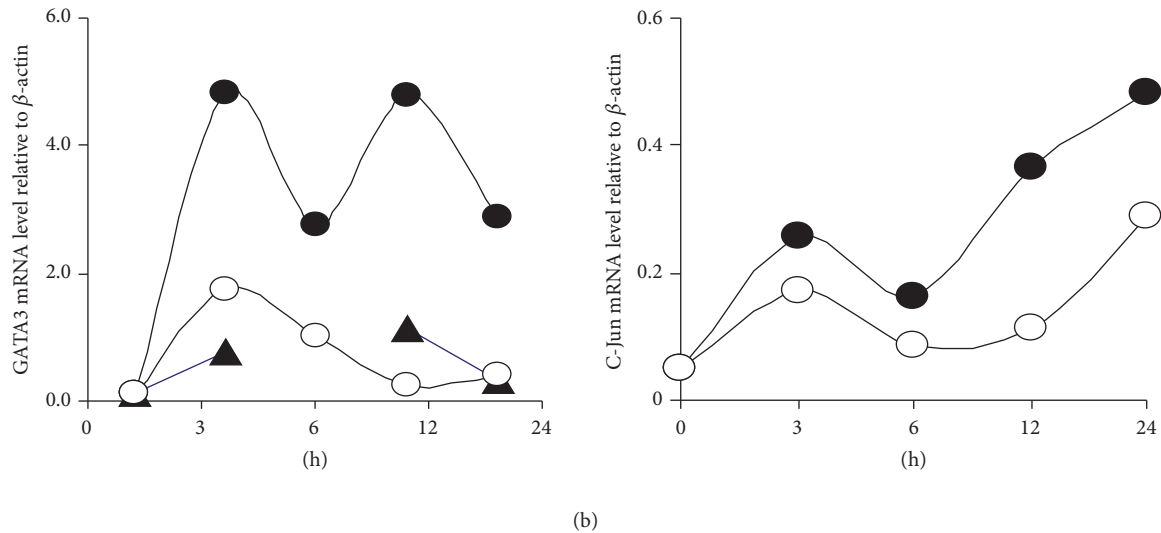 GATA3 mRNA level relative to β-actin
6.0
4.0
2.0
0.0
0 3 6 12 24
(h)
C-Jun mRNA level relative to β-actin
0.6
0.4
0.2
0
0 3 6 12 24
(h)
(b)